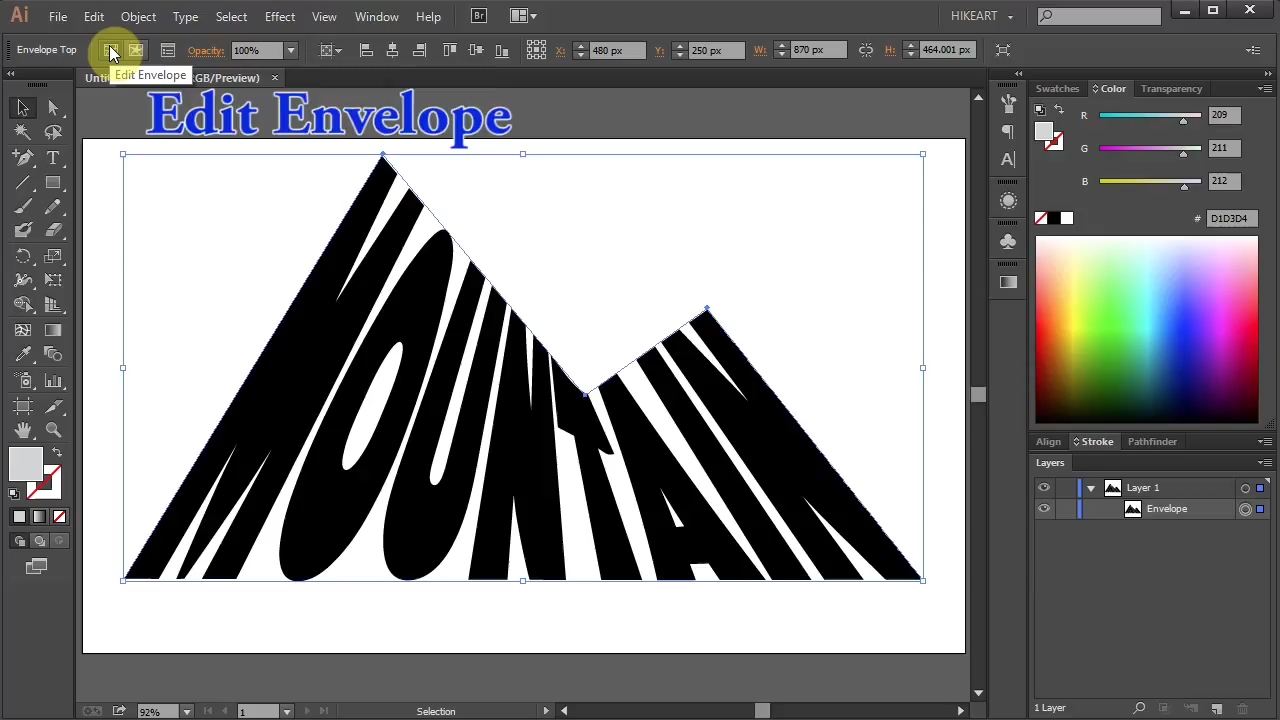 Ai File Edit Object Type Select Effect View Window Help Br HIKEART
Envelope Top Opacity: 100% X: 480 px Y: 250 px W: 870 px H: 464.001 px
Edit Envelope
RGB/Preview)
Edit Envelope
MOUNTAIN
Swatches Color Transparency
R 209
G 211
B 212
# D1D3D4
Align Stroke Pathfinder
Layers
Layer 1
Envelope
92% 1 Selection
1 Layer